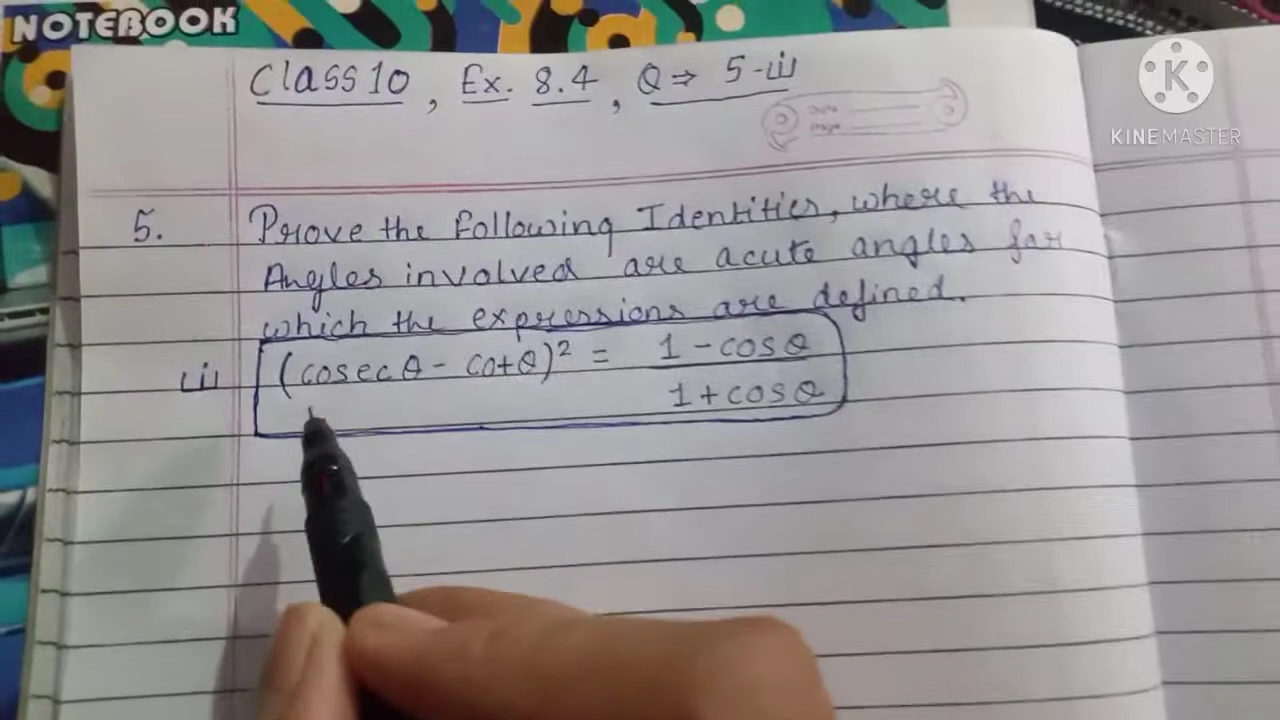 NOTEBOOK
Class 10, Ex. 8.4, Q ⇒ 5-iii
KINEMASTER
5. Prove the following Identities, where the
Angles involved are acute angles for
which the expressions are defined.
(cosec θ - cot θ)² = 1 - cos θ
1 + cos θ